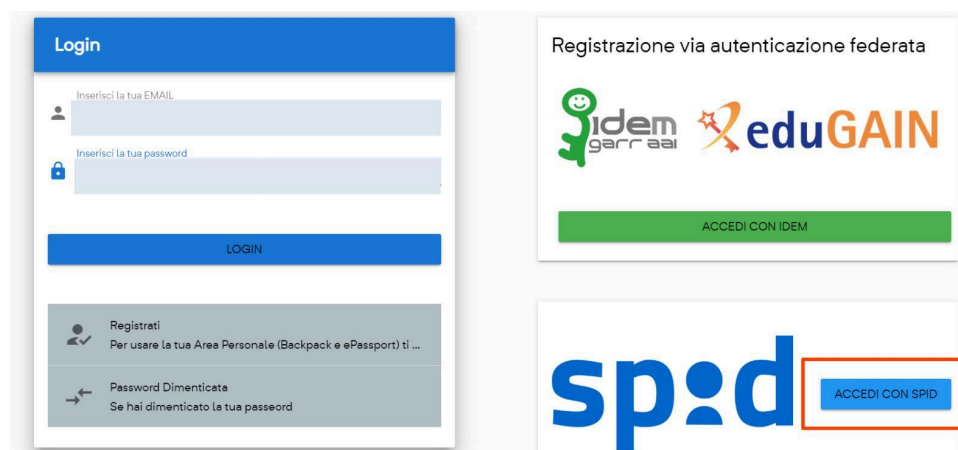 Login
Inserisci la tua EMAIL
Inserisci la tua password
LOGIN
Registrati
Per usare la tua Area Personale (Backpack e ePassport) ti ...
Password Dimenticata
Se hai dimenticato la tua passeord
Registrazione via autenticazione federata
idem
garr aai
eduGAIN
ACCEDI CON IDEM
spid
ACCEDI CON SPID